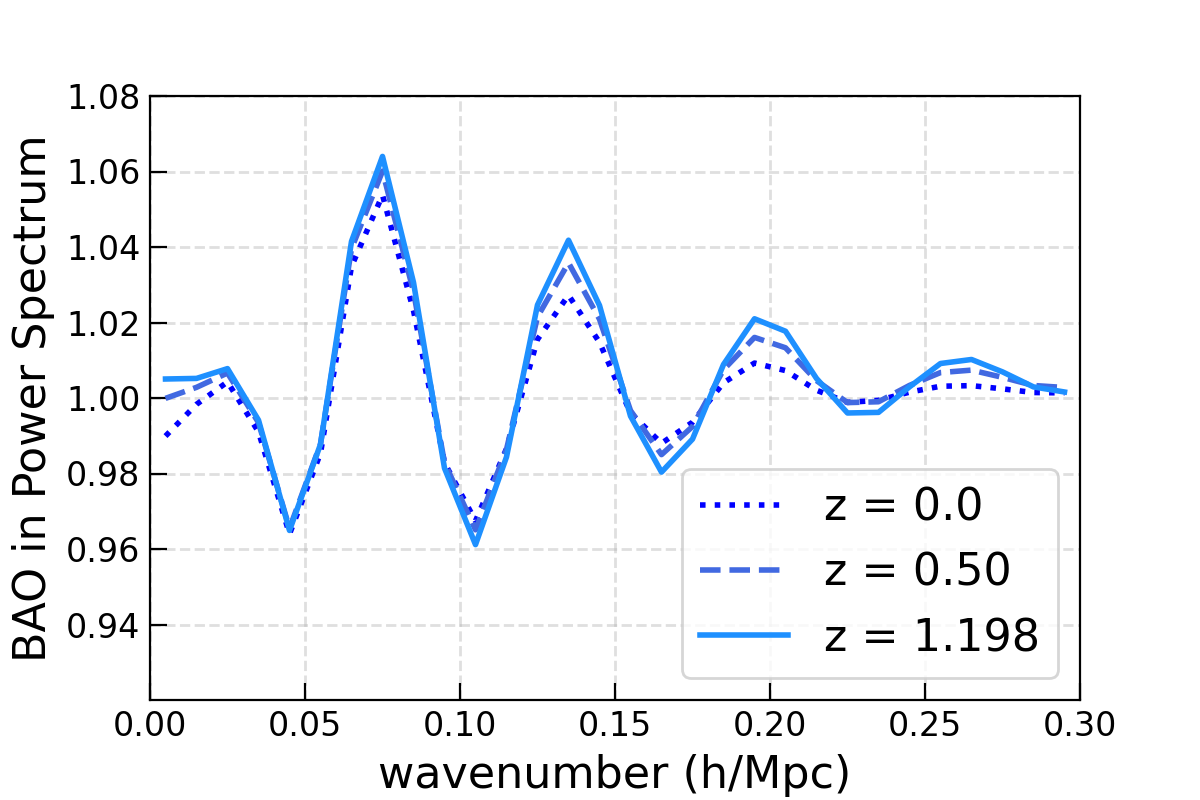 BAO in Power Spectrum
1.08
1.06
1.04
1.02
1.00
0.98
0.96
0.94
z = 0.0
z = 0.50
z = 1.198
0.00 0.05 0.10 0.15 0.20 0.25 0.30
wavenumber (h/Mpc)